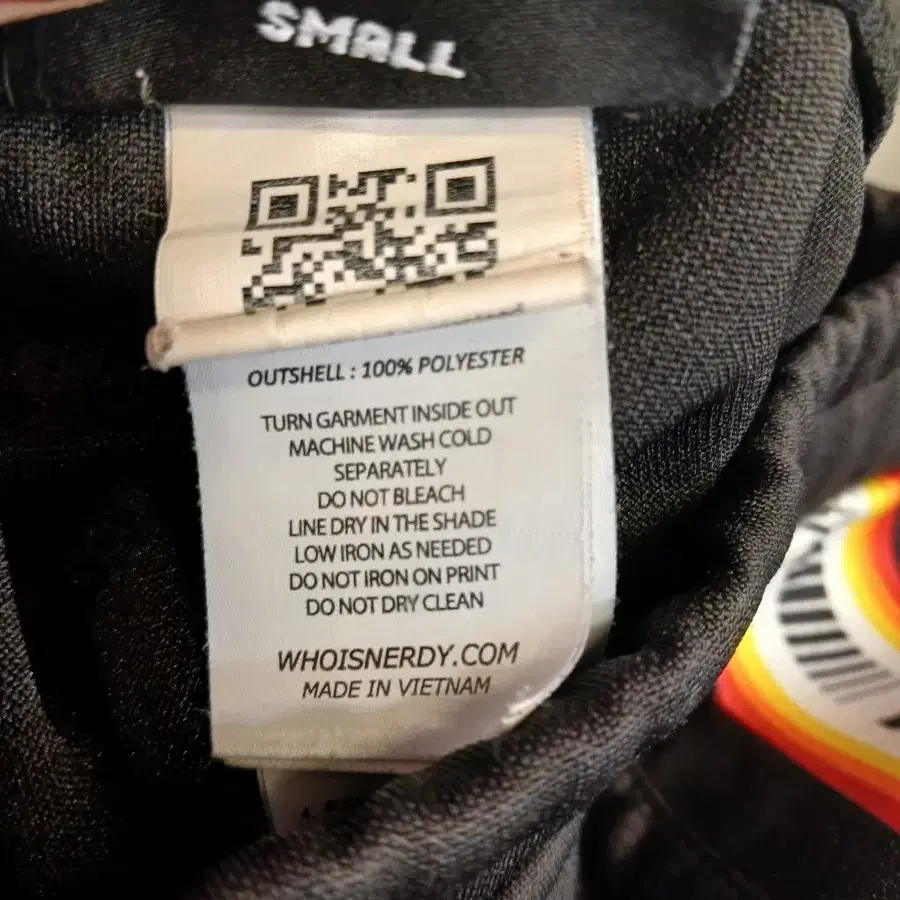 SMALL
OUTSHELL : 100% POLYESTER
TURN GARMENT INSIDE OUT
MACHINE WASH COLD
SEPARATELY
DO NOT BLEACH
LINE DRY IN THE SHADE
LOW IRON AS NEEDED
DO NOT IRON ON PRINT
DO NOT DRY CLEAN
WHOISNERDY.COM
MADE IN VIETNAM